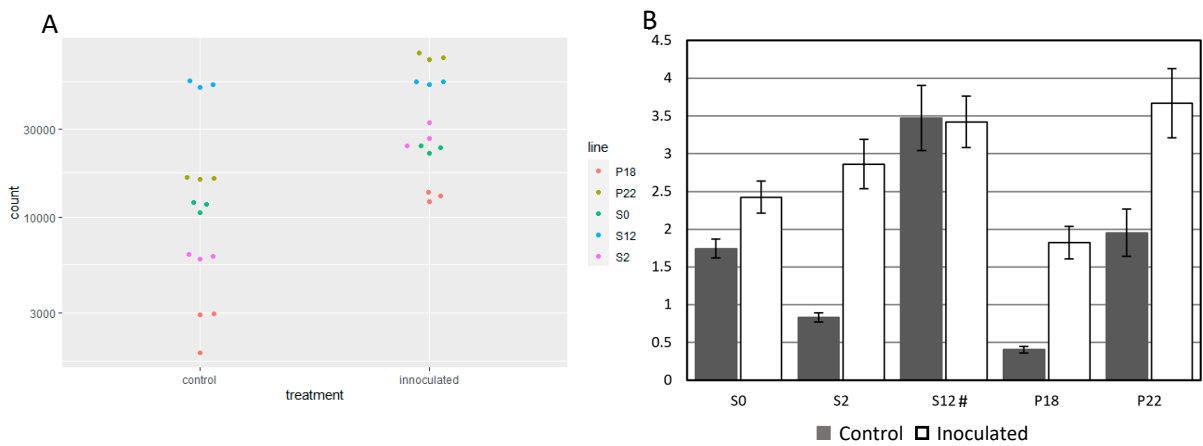 A
30000
10000
3000
count
control
innoculated
treatment
line
P18
P22
S0
S12
S2
B
4.5
4
3.5
3
2.5
2
1.5
1
0.5
0
S0
S2
S12 #
P18
P22
Control
Inoculated